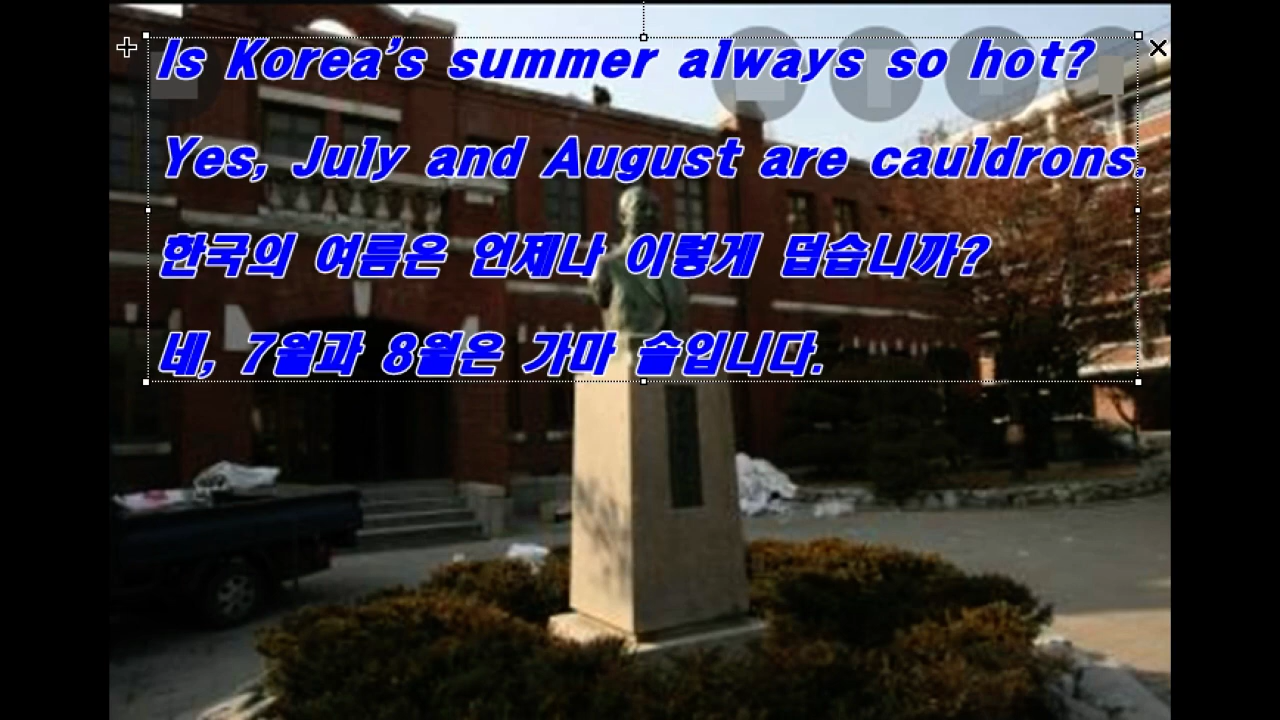 Is Korea's summer always so hot?
Yes, July and August are cauldrons.
한국의 여름은 언제나 이렇게 덥습니까?
네, 7월과 8월은 가마 솥입니다.